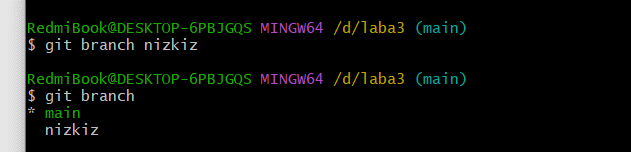 RedmiBook@DESKTOP-6PBJGQS MINGW64 /d/laba3 (main)
$ git branch nizkiz
RedmiBook@DESKTOP-6PBJGQS MINGW64 /d/laba3 (main)
$ git branch
* main
nizkiz